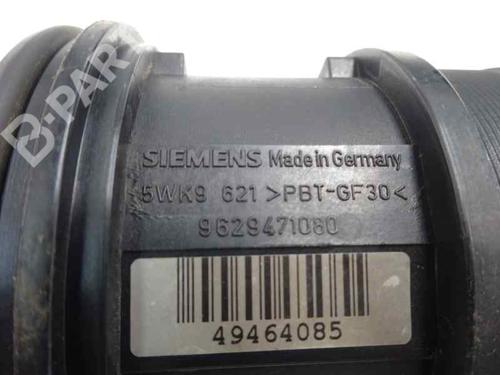 B-PARTS
SIEMENS Made in Germany
5WK9 621 >PBT-GF30<
9629471080
49464085